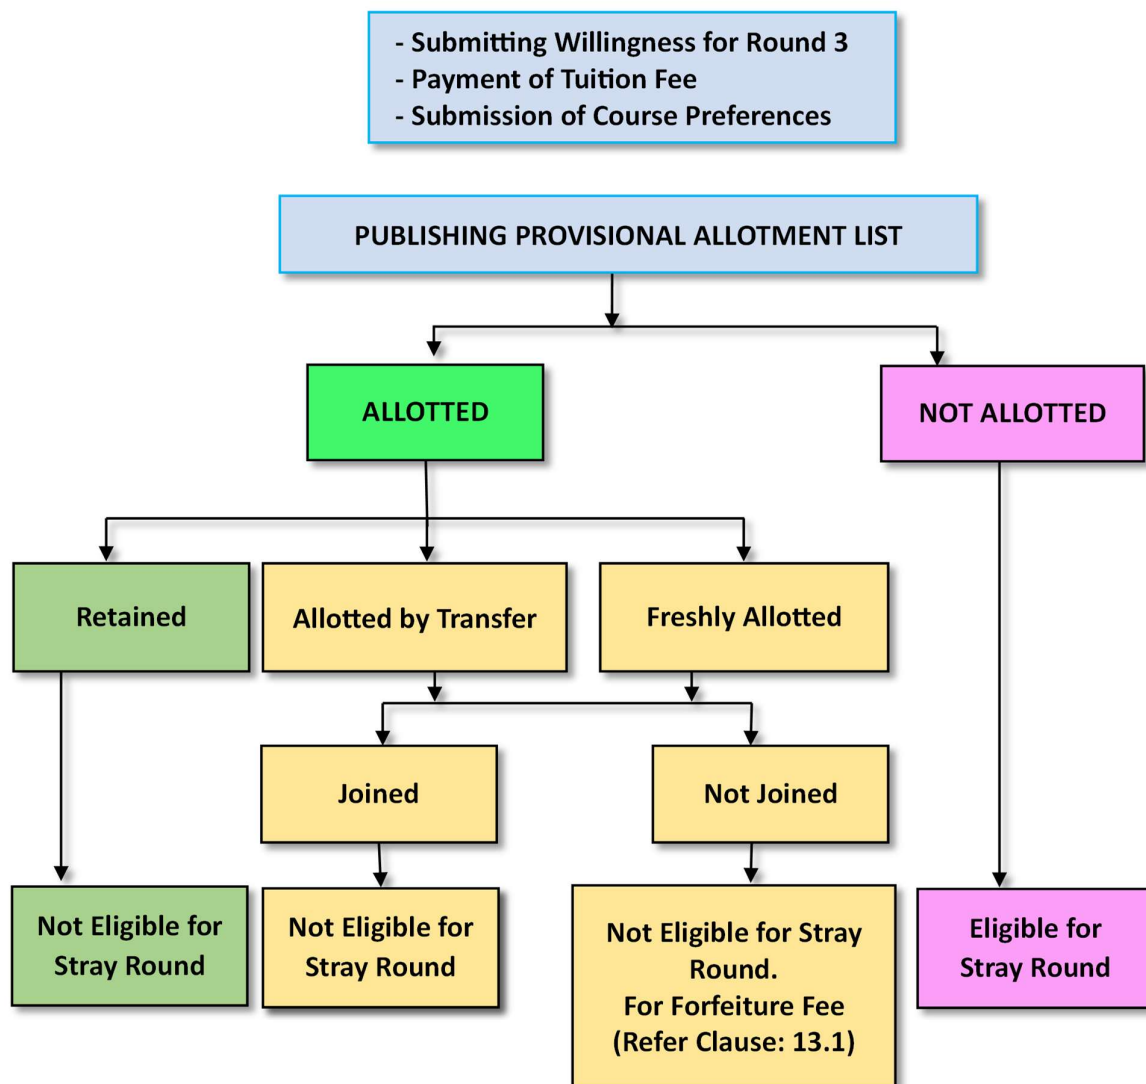 - Submitting Willingness for Round 3
- Payment of Tuition Fee
- Submission of Course Preferences
PUBLISHING PROVISIONAL ALLOTMENT LIST
ALLOTTED
NOT ALLOTTED
Retained
Allotted by Transfer
Freshly Allotted
Joined
Not Joined
Not Eligible for
Stray Round
Not Eligible for
Stray Round
Not Eligible for Stray
Round.
For Forfeiture Fee
(Refer Clause: 13.1)
Eligible for
Stray Round